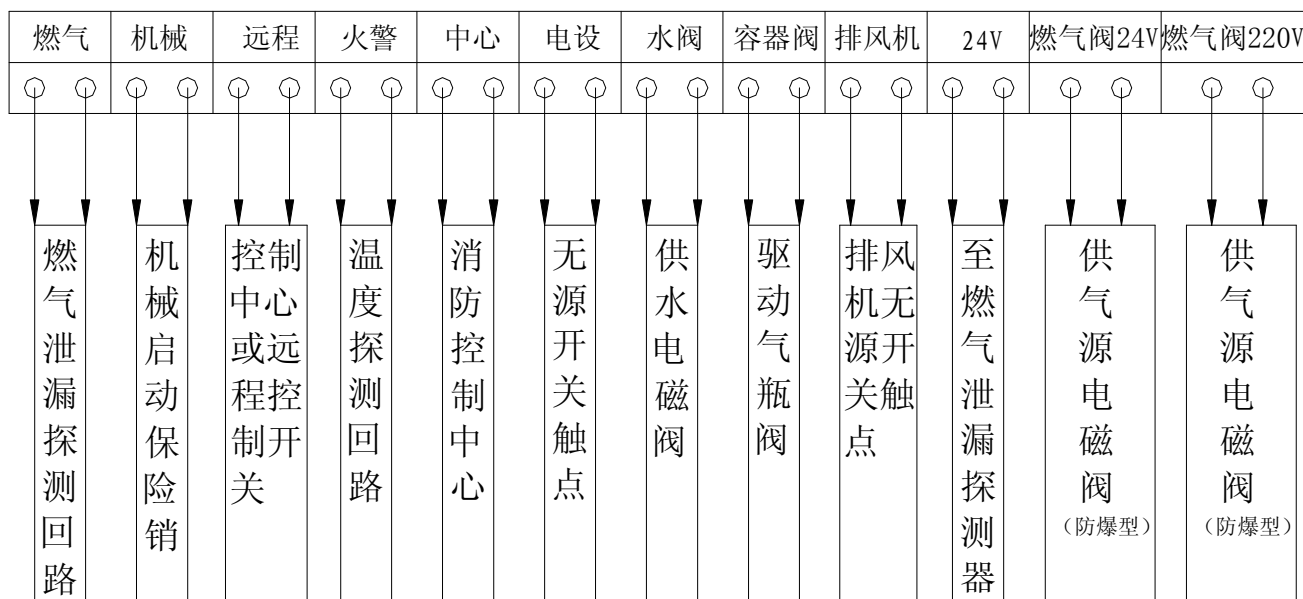 燃气 机械 远程 火警 中心 电设 水阀 容器阀 排风机 24V 燃气阀24V 燃气阀220V
燃气泄漏探测回路
机械启动保险销
控制
中心
或远
程控
制开
关
温度探测回路
消防控制中心
无源开关触点
供水电磁阀
驱动气瓶阀
排风
机无
源开
关触
点
至燃气泄漏探测器
供气源电磁阀
（防爆型）
供气源电磁阀
（防爆型）